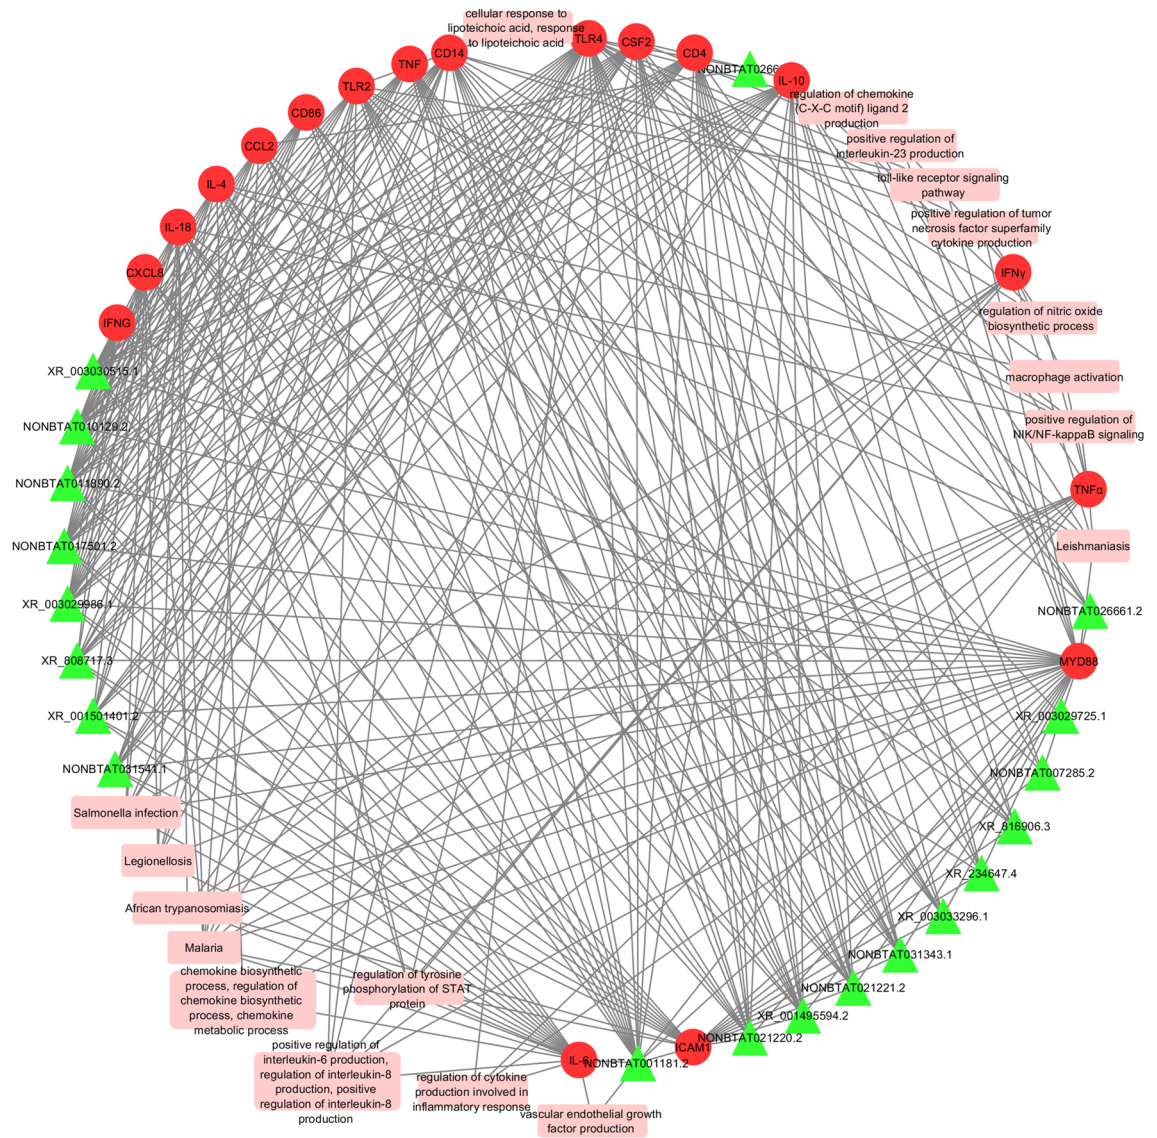 cellular response to
lipoteichoic acid, response
to lipoteichoic acid
TLR4
CSF2
CD4
NONBTAT026
IL-10
CD14
TNF
TLR2
CD86
CCL2
IL-4
IL-18
CXCL8
IFNG
regulation of chemokine
(C-X-C motif) ligand 2
production
positive regulation of
interleukin-23 production
toll-like receptor signaling
pathway
positive regulation of tumor
necrosis factor superfamily
cytokine production
IFNγ
regulation of nitric oxide
biosynthetic process
macrophage activation
positive regulation of
NIK/NF-kappaB signaling
TNFα
Leishmaniasis
NONBTAT026661.2
MYD88
XR_003029725.1
NONBTAT007285.2
XR_816906.3
XR_234647.4
XR_003033296.1
NONBTAT031343.1
NONBTAT021221.2
XR_001495594.2
NONBTAT021220.2
ICAM1
NONBTAT001181.2
IL-6
vascular endothelial growth
factor production
regulation of cytokine
production involved in
inflammatory response
regulation of tyrosine
phosphorylation of STAT
protein
positive regulation of
interleukin-6 production,
regulation of interleukin-8
production, positive
regulation of interleukin-8
production
chemokine biosynthetic
process, regulation of
chemokine biosynthetic
process, chemokine
metabolic process
Malaria
African trypanosomiasis
Legionellosis
Salmonella infection
NONBTAT031541.1
XR_001501401.2
XR_808717.3
XR_003029986.1
NONBTAT017501.2
NONBTAT041890.2
NONBTAT010129.2
XR_003030515.1